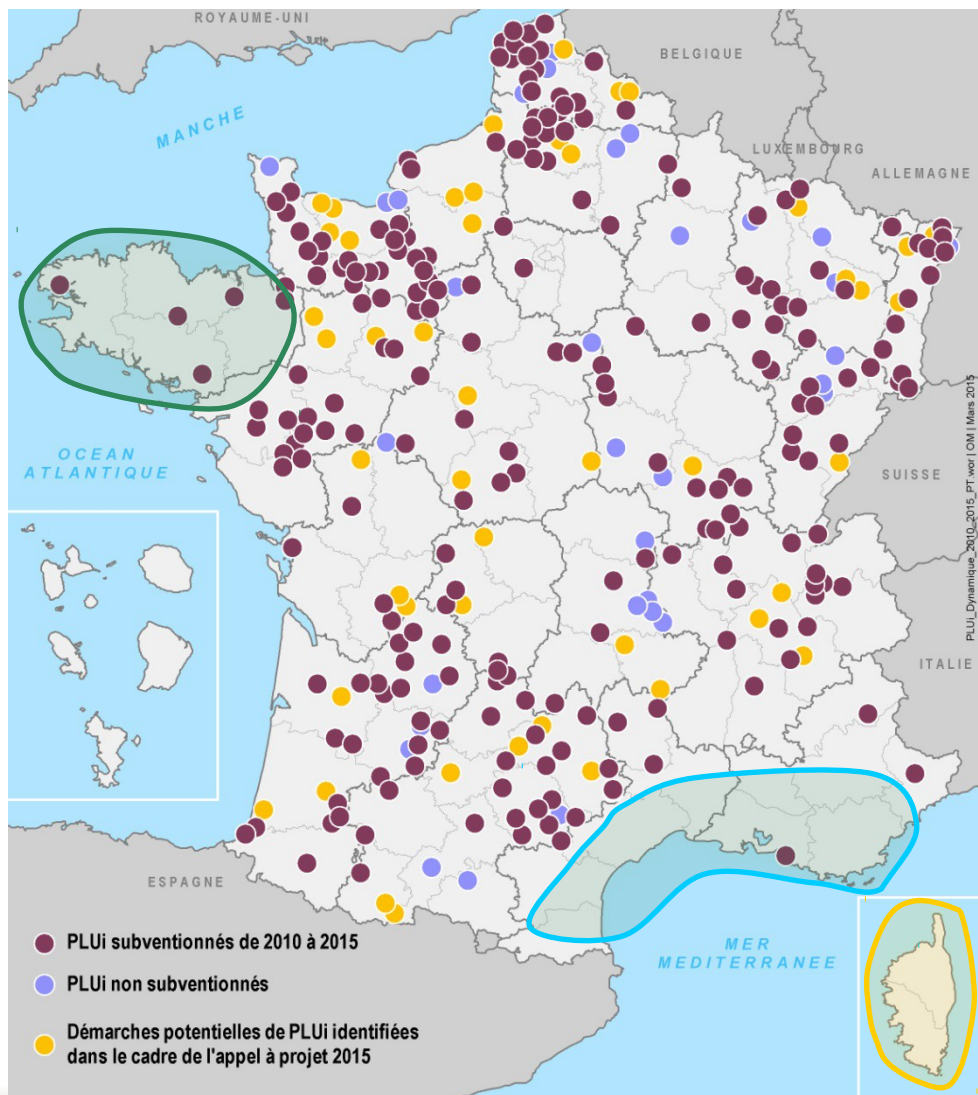 ROYAUME-UNI
BELGIQUE
MANCHE
LUXEMBOURG
ALLEMAGNE
OCEAN
ATLANTIQUE
SUISSE
PLUi_Dynamique_2010_2015_PT.wor | OM | Mars 2015
ITALIE
ESPAGNE
MER
MEDITERRANEE
PLUi subventionnés de 2010 à 2015
PLUi non subventionnés
Démarches potentielles de PLUi identifiées
dans le cadre de l'appel à projet 2015